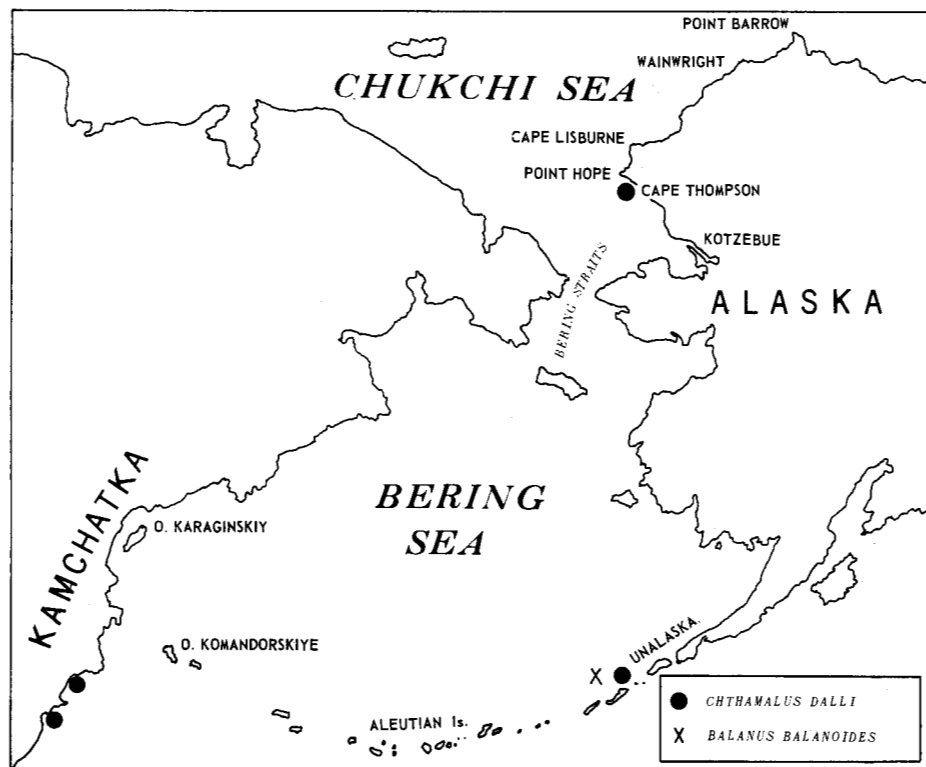 POINT BARROW
WAINWRIGHT
CHUKCHI SEA
CAPE LISBURNE
POINT HOPE
CAPE THOMPSON
KOTZEBUE
BERING STRAITS
ALASKA
BERING
SEA
KAMCHATKA
O. KARAGINSKIY
O. KOMANDORSKIYE
UNALASKA.
X
ALEUTIAN Is.
CHTHAMALUS DALLI
X BALANUS BALANOIDES